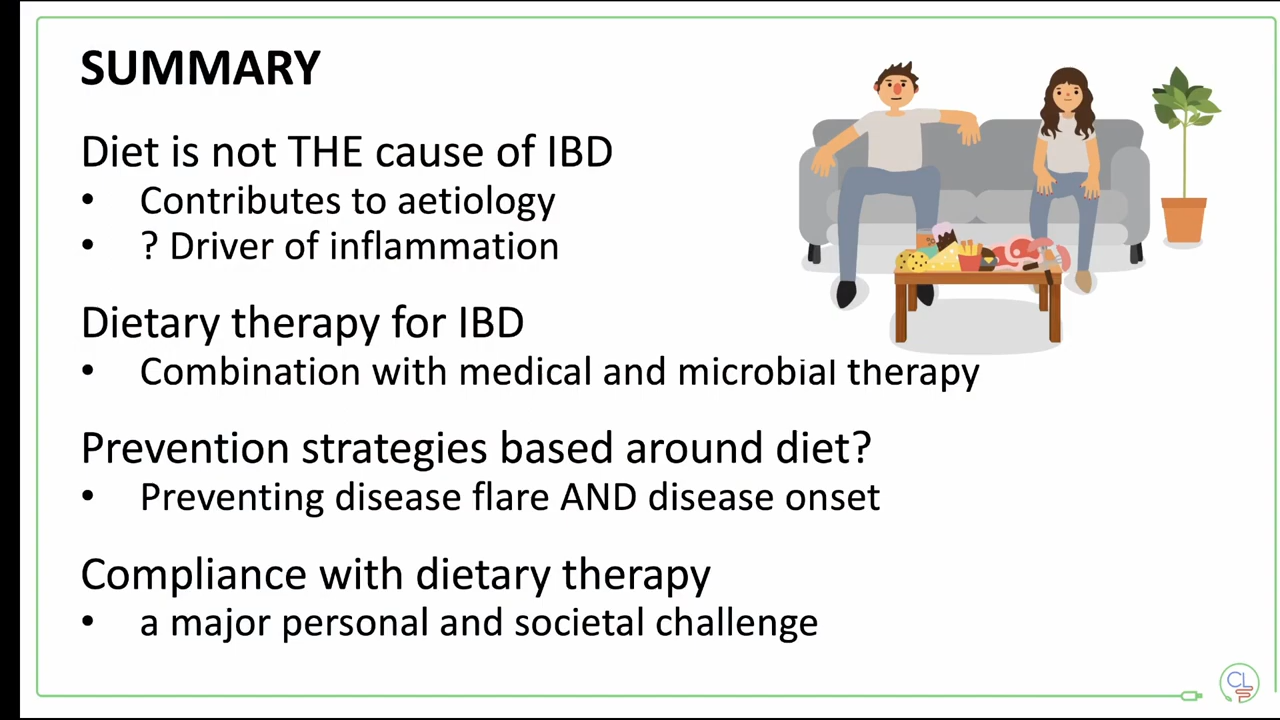 SUMMARY
Diet is not THE cause of IBD
• Contributes to aetiology
• ? Driver of inflammation
Dietary therapy for IBD
• Combination with medical and microbial therapy
Prevention strategies based around diet?
• Preventing disease flare AND disease onset
Compliance with dietary therapy
• a major personal and societal challenge
CL